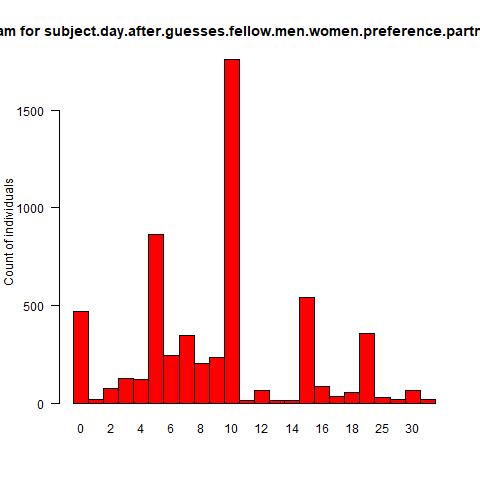 am for subject.day.after.guesses.fellow.men.women.preference.partn
Count of individuals
1500
1000
500
0
0 2 4 6 8 10 12 14 16 18 25 30